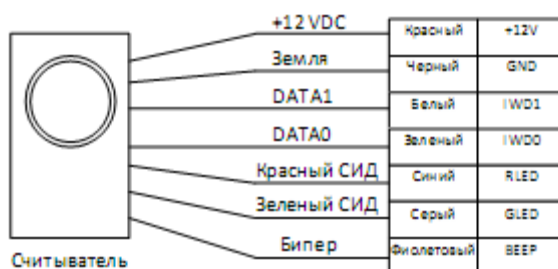 +12 VDC Красный +12V
Земля Черный GND
DATA1 Белый IWD1
DATA0 Зеленый IWD0
Красный СИД Синий RLED
Зеленый СИД Серый GLED
Бипер Фиолетовый BEEP
Считыватель